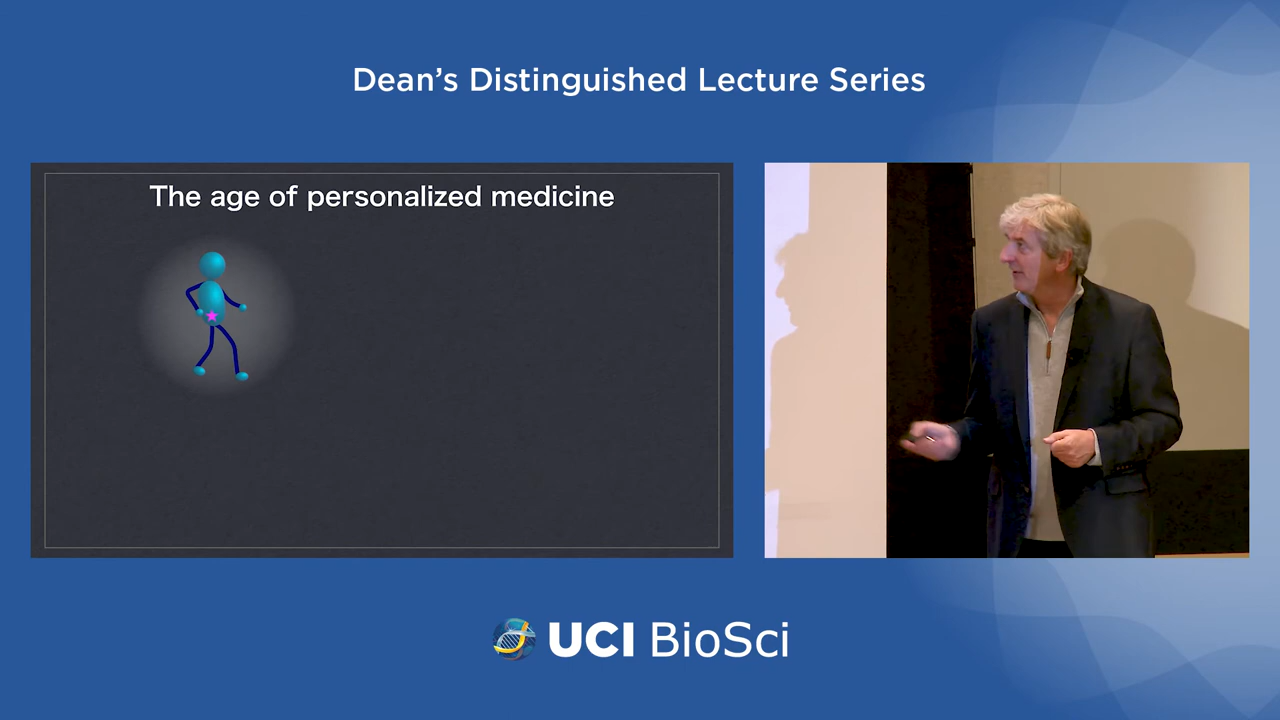 Dean’s Distinguished Lecture Series
The age of personalized medicine
UCI BioSci